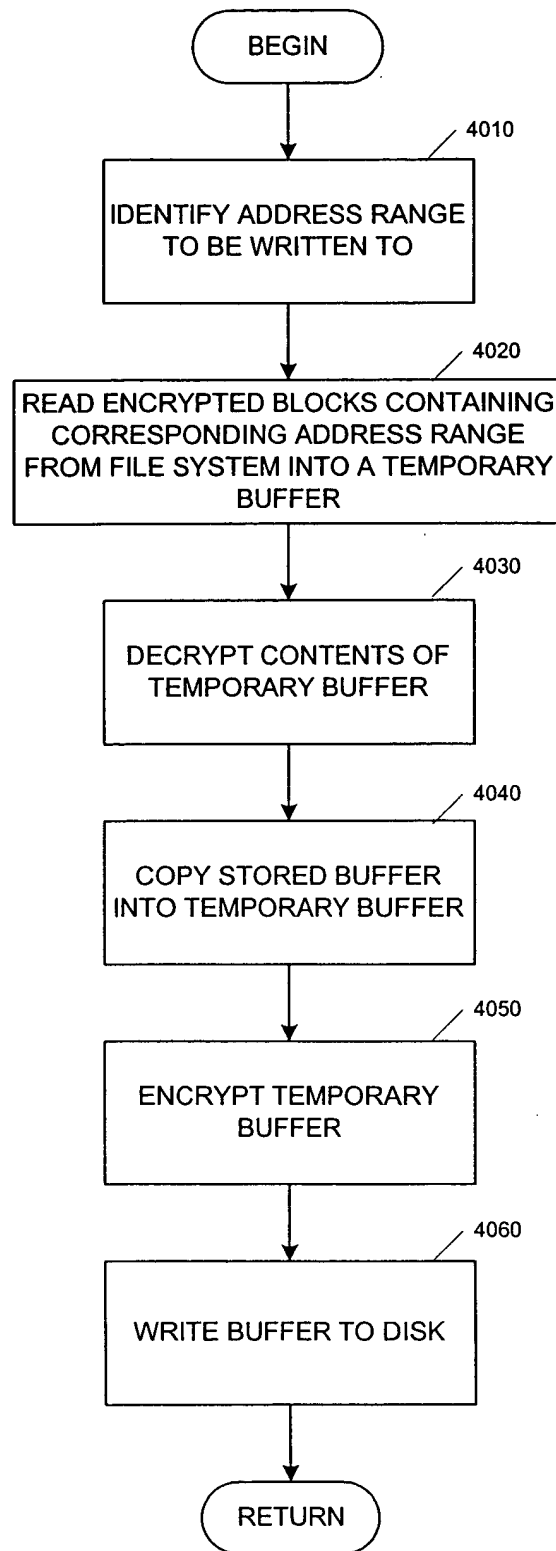 BEGIN
4010
IDENTIFY ADDRESS RANGE
TO BE WRITTEN TO
4020
READ ENCRYPTED BLOCKS CONTAINING
CORRESPONDING ADDRESS RANGE
FROM FILE SYSTEM INTO A TEMPORARY
BUFFER
4030
DECRYPT CONTENTS OF
TEMPORARY BUFFER
4040
COPY STORED BUFFER
INTO TEMPORARY BUFFER
4050
ENCRYPT TEMPORARY
BUFFER
4060
WRITE BUFFER TO DISK
RETURN